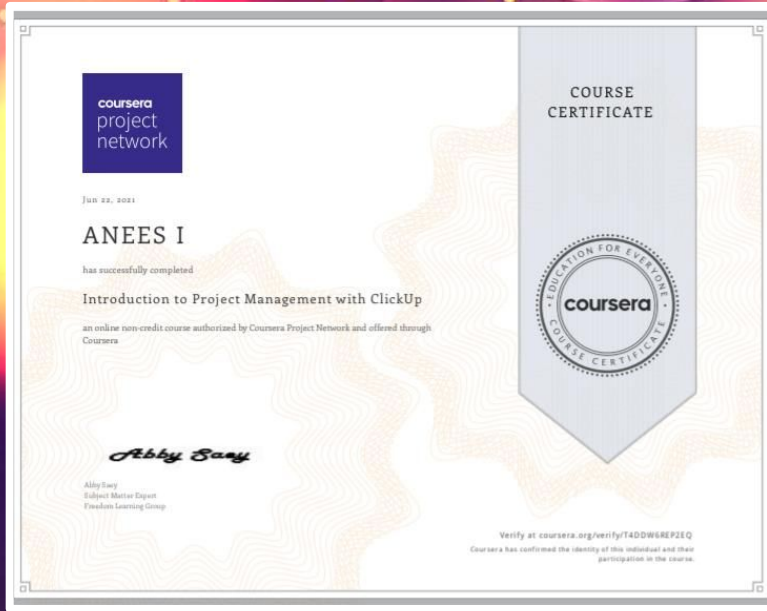 coursera
project
network
COURSE
CERTIFICATE
Jun 22, 2021
ANEES I
has successfully completed
Introduction to Project Management with ClickUp
an online non-credit course authorized by Coursera Project Network and offered through
Coursera
EDUCATION FOR EVERYONE
coursera
COURSE CERTIFICATE
Abby Saey
Abby Saey
Subject Matter Expert
Freedom Learning Group
Verify at coursera.org/verify/T4DDW6REPZEQ
Coursera has confirmed the identity of this individual and their
participation in the course.